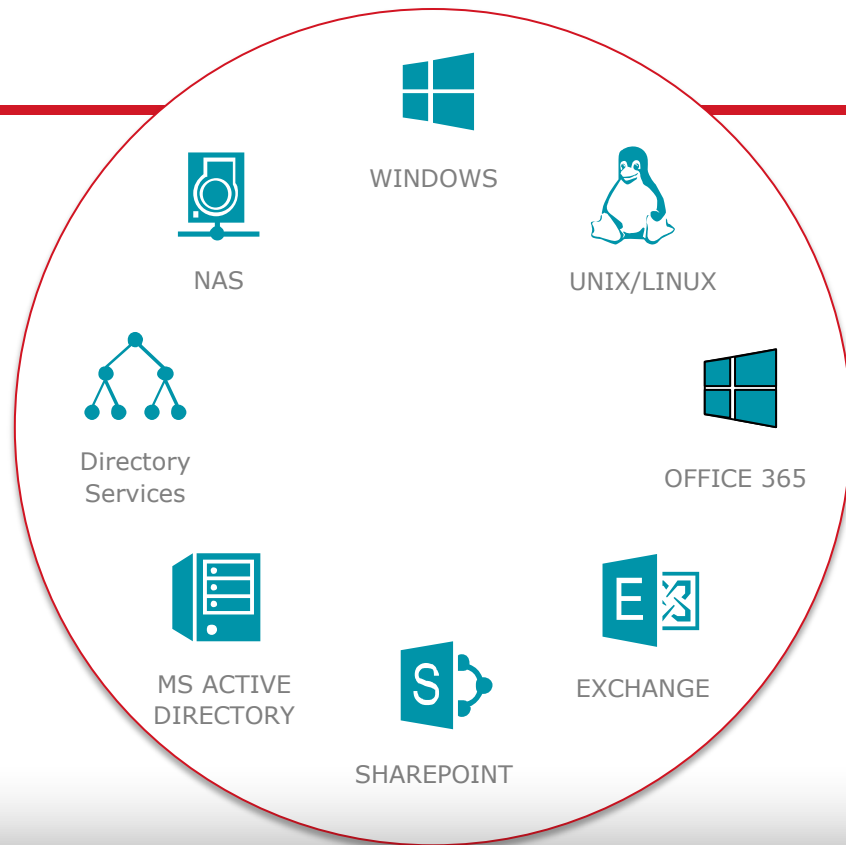 WINDOWS
UNIX/LINUX
NAS
Directory
Services
OFFICE 365
E
EXCHANGE
MS ACTIVE
DIRECTORY
S
SHAREPOINT